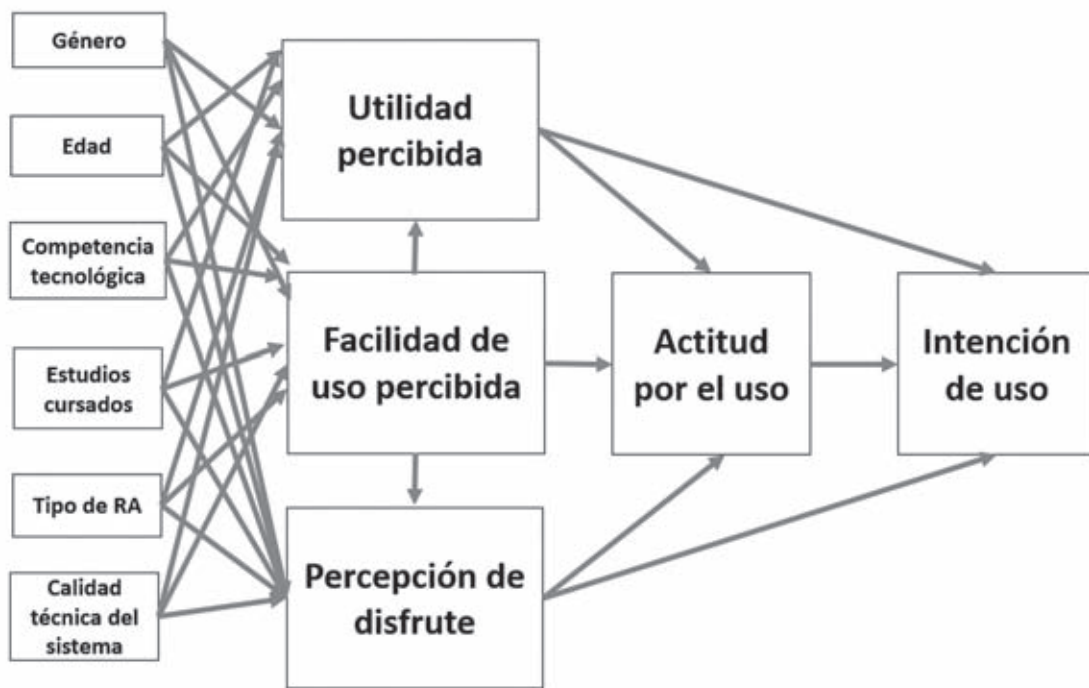 Género
Edad
Competencia
tecnológica
Estudios
cursados
Tipo de RA
Calidad
técnica del
sistema
Utilidad
percibida
Facilidad de
uso percibida
Percepción de
disfrute
Actitud
por el uso
Intención
de uso